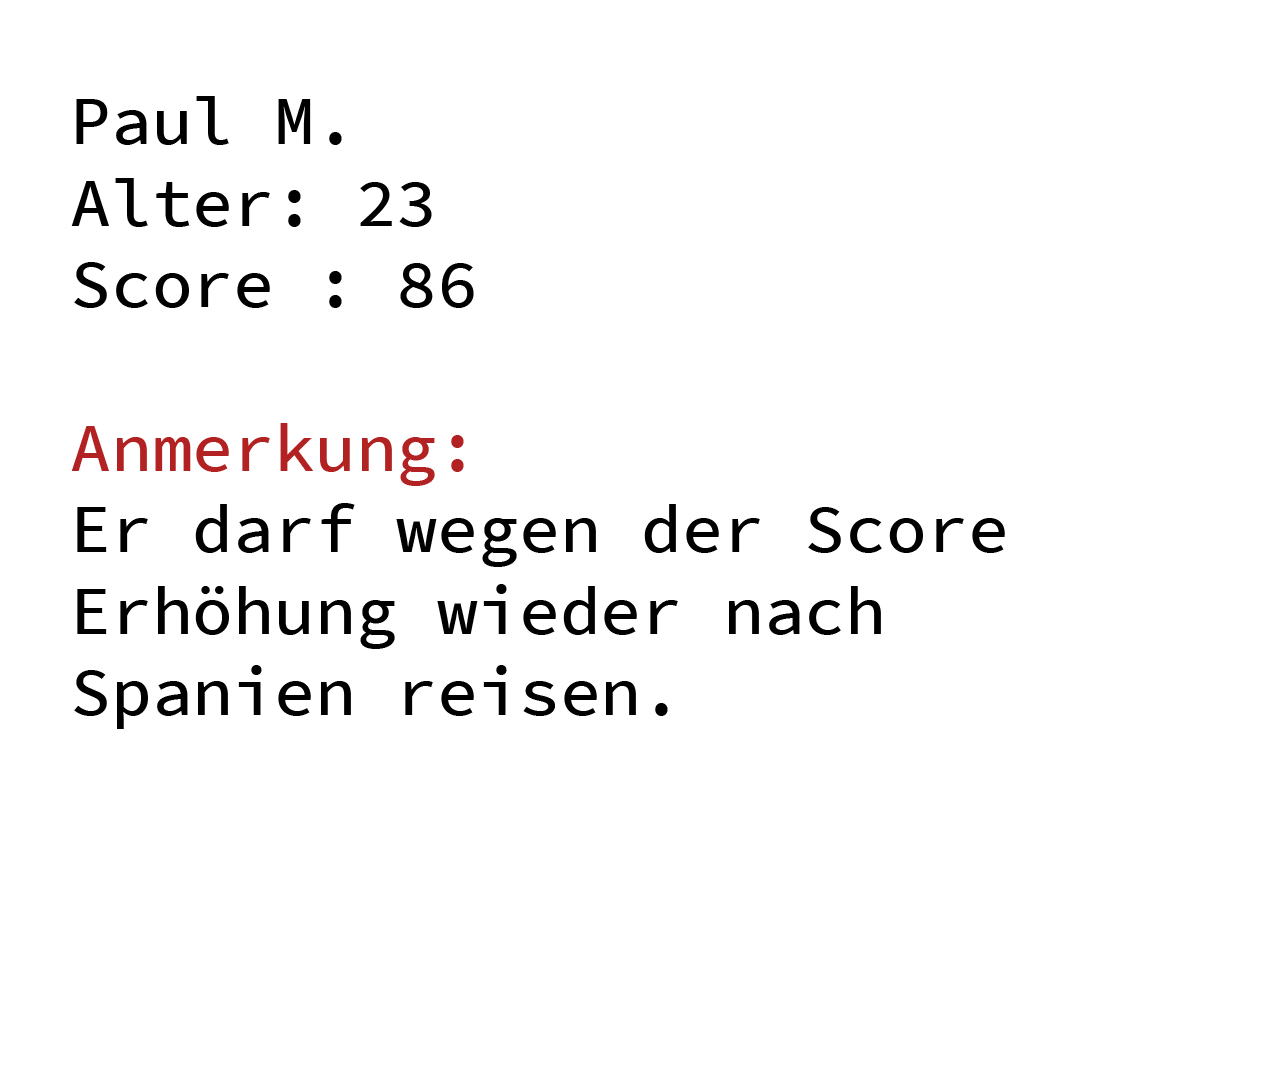 Paul M.
Alter: 23
Score : 86
Anmerkung:
Er darf wegen der Score
Erhöhung wieder nach
Spanien reisen.